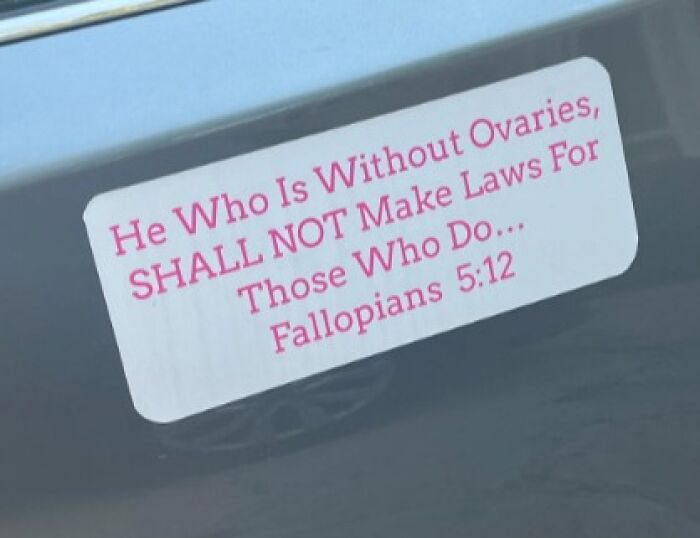 He Who Is Without Ovaries,
SHALL NOT Make Laws For
Those Who Do...
Fallopians 5:12